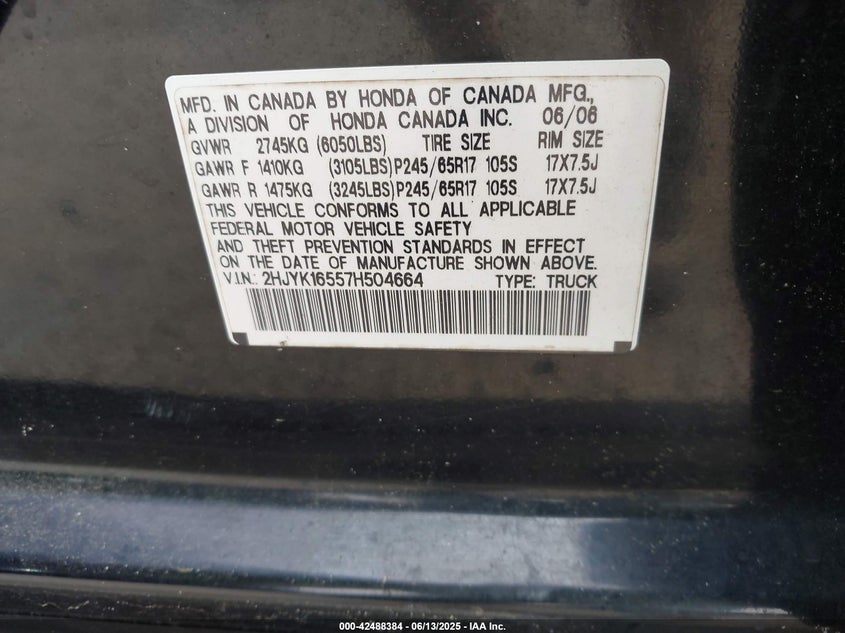 MFD. IN CANADA BY HONDA OF CANADA MFG.,
A DIVISION OF HONDA CANADA INC. 06/06
GVWR 2745KG (6050LBS) TIRE SIZE RIM SIZE
GAWR F 1410KG (3105LBS) P245/65R17 105S 17X7.5J
GAWR R 1475KG (3245LBS) P245/65R17 105S 17X7.5J
THIS VEHICLE CONFORMS TO ALL APPLICABLE
FEDERAL MOTOR VEHICLE SAFETY
AND THEFT PREVENTION STANDARDS IN EFFECT
ON THE DATE OF MANUFACTURE SHOWN ABOVE.
V.I.N.: 2HJYK16557H504664 TYPE: TRUCK
000-42488384 - 06/13/2025 - IAA Inc.